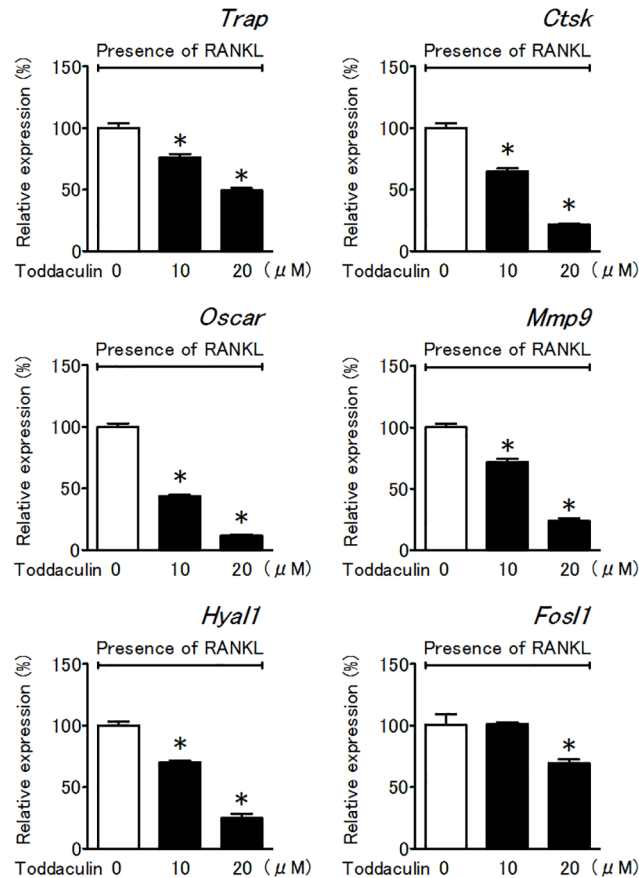 Trap
Presence of RANKL
Relative expression (%)
150
100
50
0
*
*
Toddaculin 0 10 20 (μM)
Ctsk
Presence of RANKL
Relative expression (%)
150
100
50
0
*
*
Toddaculin 0 10 20 (μM)
Oscar
Presence of RANKL
Relative expression (%)
150
100
50
0
*
*
Toddaculin 0 10 20 (μM)
Mmp9
Presence of RANKL
Relative expression (%)
150
100
50
0
*
*
Toddaculin 0 10 20 (μM)
Hyal1
Presence of RANKL
Relative expression (%)
150
100
50
0
*
*
Toddaculin 0 10 20 (μM)
Fosl1
Presence of RANKL
Relative expression (%)
150
100
50
0
*
Toddaculin 0 10 20 (μM)